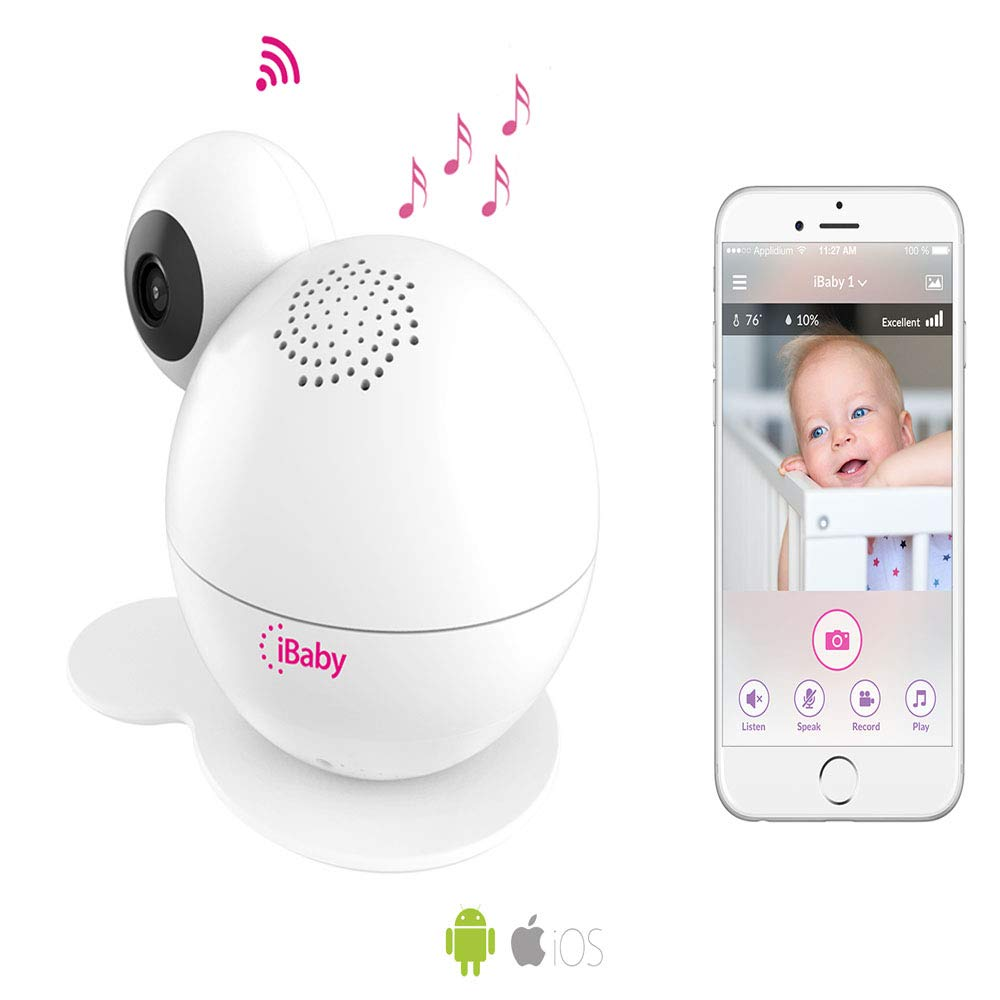 Applidium 11:27 AM 100 %
iBaby 1
76° 10% Excellent
iBaby
Listen Speak Record Play
iOS